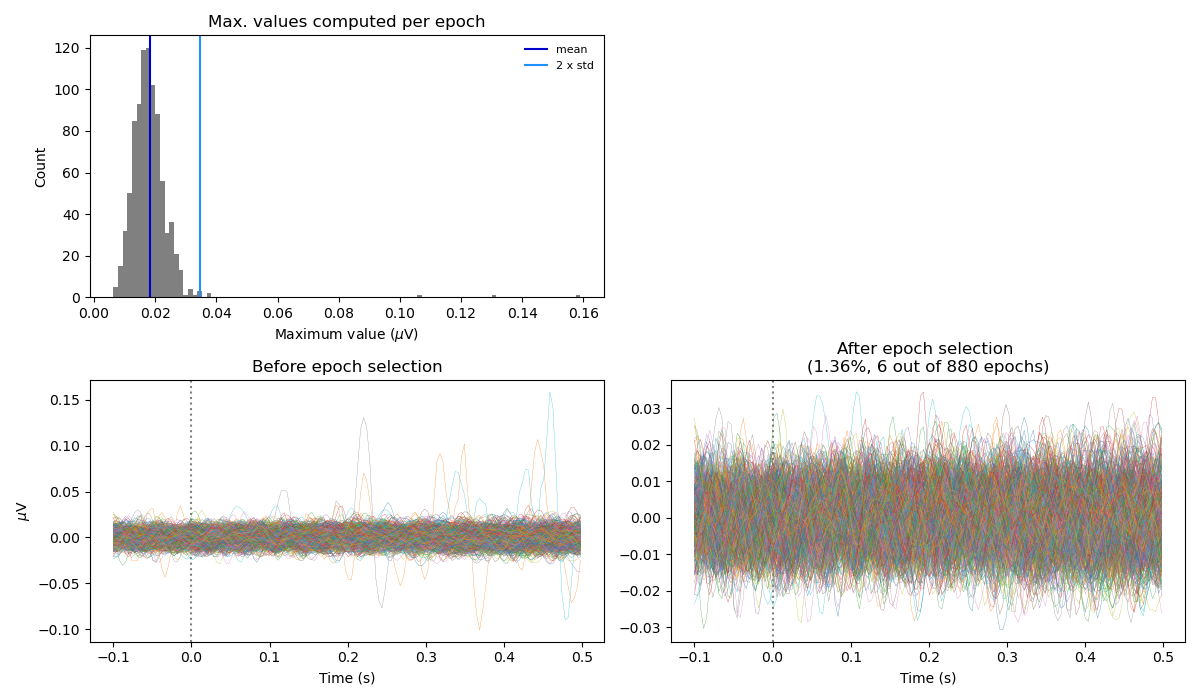 Max. values computed per epoch
mean
2 x std
120
100
80
60
40
20
0
Count
0.00 0.02 0.04 0.06 0.08 0.10 0.12 0.14 0.16
Maximum value (μV)
Before epoch selection
0.15
0.10
0.05
0.00
−0.05
−0.10
μV
−0.1 0.0 0.1 0.2 0.3 0.4 0.5
Time (s)
After epoch selection
(1.36%, 6 out of 880 epochs)
0.03
0.02
0.01
0.00
−0.01
−0.02
−0.03
−0.1 0.0 0.1 0.2 0.3 0.4 0.5
Time (s)